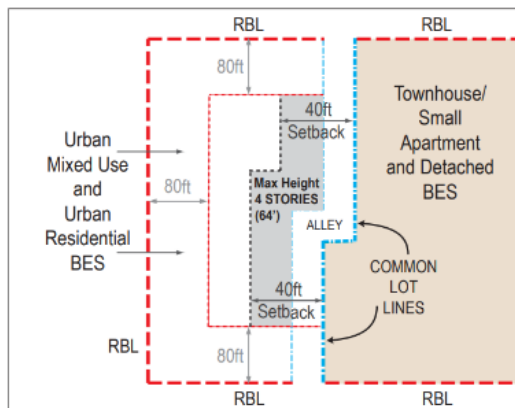 RBL
RBL
80ft
40ft
Setback
Townhouse/
Small
Apartment
and Detached
BES
Urban
Mixed Use
and
Urban
Residential
BES
80ft
Max Height
4 STORIES
(64')
ALLEY
COMMON
LOT
LINES
40ft
Setback
RBL
80ft
RBL
RBL